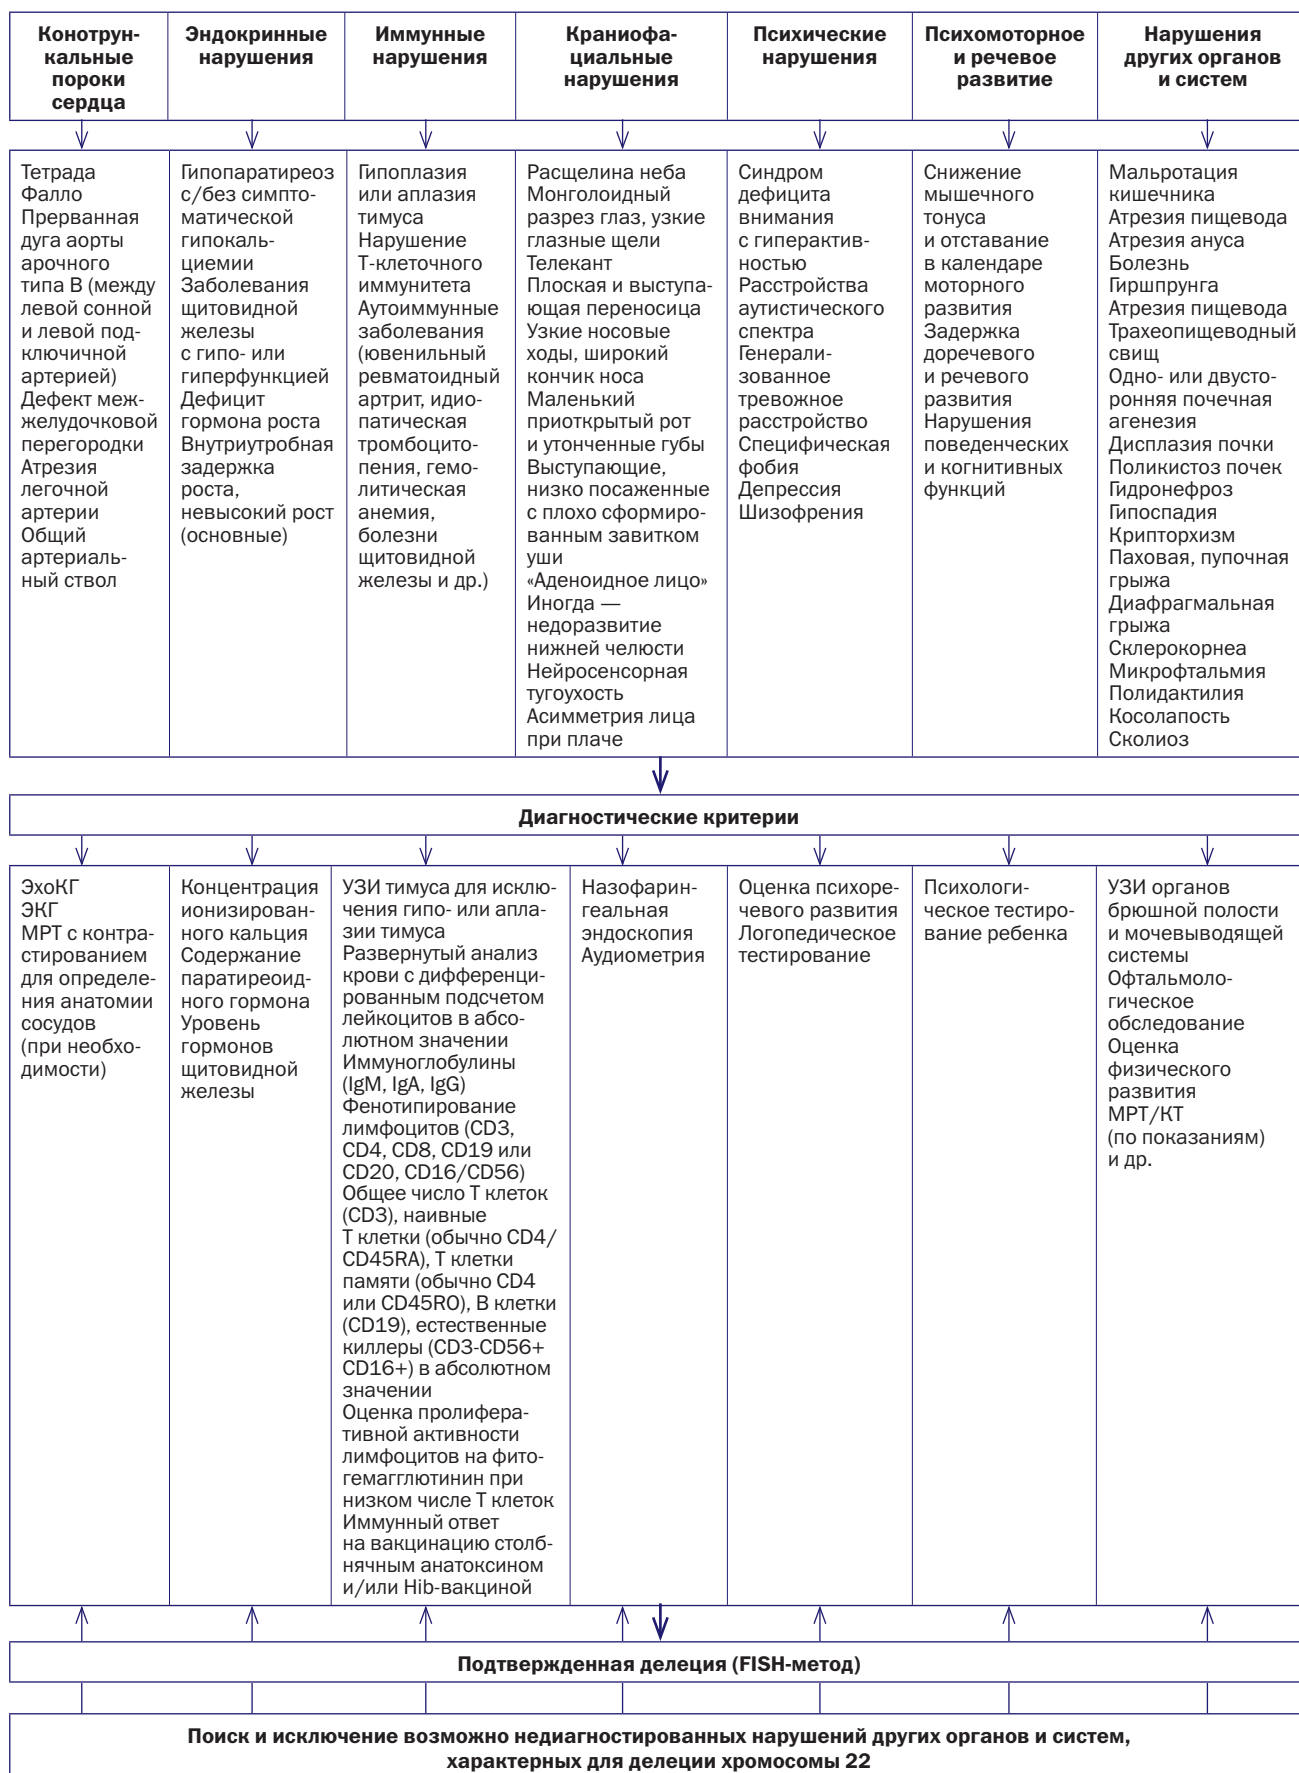 Конотрун-
кальные
пороки
сердца
Эндокринные
нарушения
Иммунные
нарушения
Краниофа-
циальные
нарушения
Психические
нарушения
Психомоторное
и речевое
развитие
Нарушения
других органов
и систем
Тетрада
Фалло
Прерванная
дуга аорты
арочного
типа В (между
левой сонной
и левой под-
ключичной
артерией)
Дефект меж-
желудочковой
перегородки
Атрезия
легочной
артерии
Общий
артериаль-
ный ствол
Гипопаратиреоз
с/без симпто-
матической
гипокаль-
циемии
Заболевания
щитовидной
железы
с гипо- или
гиперфункцией
Дефицит
гормона роста
Внутриутробная
задержка
роста,
невысокий рост
(основные)
Гипоплазия
или аплазия
тимуса
Нарушение
Т-клеточного
иммунитета
Аутоиммунные
заболевания
(ювенильный
ревматоидный
артрит, идио-
патическая
тромбоцито-
пения, гемо-
литическая
анемия,
болезни
щитовидной
железы и др.)
Расщелина неба
Монголоидный
разрез глаз, узкие
глазные щели
Телекант
Плоская и выступа-
ющая переносица
Узкие носовые
ходы, широкий
кончик носа
Маленький
приоткрытый рот
и утонченные губы
Выступающие,
низко посаженные
с плохо сформиро-
ванным завитком
уши
«Аденоидное лицо»
Иногда —
недоразвитие
нижней челюсти
Нейросенсорная
тугоухость
Асимметрия лица
при плаче
Синдром
дефицита
внимания
с гиперактив-
ностью
Расстройства
аутистического
спектра
Генерали-
зованное
тревожное
расстройство
Специфическая
фобия
Депрессия
Шизофрения
Снижение
мышечного
тонуса
и отставание
в календаре
моторного
развития
Задержка
доречевого
и речевого
развития
Нарушения
поведенческих
и когнитивных
функций
Мальротация
кишечника
Атрезия пищевода
Атрезия ануса
Болезнь
Гиршпрунга
Атрезия пищевода
Трахеопищеводный
свищ
Одно- или двусто-
ронняя почечная
агенезия
Дисплазия почки
Поликистоз почек
Гидронефроз
Гипоспадия
Крипторхизм
Паховая, пупочная
грыжа
Диафрагмальная
грыжа
Склерокорнеа
Микрофтальмия
Полидактилия
Косолапость
Сколиоз
Диагностические критерии
ЭхоКГ
ЭКГ
МРТ с контра-
стированием
для определе-
ния анатомии
сосудов
(при необхо-
димости)
Концентрация
ионизирован-
ного кальция
Содержание
паратиреоид-
ного гормона
Уровень
гормонов
щитовидной
железы
УЗИ тимуса для исклю-
чения гипо- или апла-
зии тимуса
Развернутый анализ
крови с дифференци-
рованным подсчетом
лейкоцитов в абсо-
лютном значении
Иммуноглобулины
(IgM, IgA, IgG)
Фенотипирование
лимфоцитов (CD3,
CD4, CD8, CD19 или
CD20, CD16/CD56)
Общее число Т клеток
(CD3), наивные
Т клетки (обычно CD4/
CD45RA), Т клетки
памяти (обычно CD4
или CD45RO), В клетки
(CD19), естественные
киллеры (CD3-CD56+
CD16+) в абсолютном
значении
Оценка пролифера-
тивной активности
лимфоцитов на фито-
гемагглютинин при
низком числе Т клеток
Иммунный ответ
на вакцинацию столб-
нячным анатоксином
и/или Hib-вакциной
Назофарин-
геальная
эндоскопия
Аудиометрия
Оценка психоре-
чевого развития
Логопедическое
тестирование
Психологи-
ческое тестиро-
вание ребенка
УЗИ органов
брюшной полости
и мочевыводящей
системы
Офтальмоло-
гическое
обследование
Оценка
физического
развития
МРТ/КТ
(по показаниям)
и др.
Подтвержденная делеция (FISH-метод)
Поиск и исключение возможно недиагностированных нарушений других органов и систем,
характерных для делеции хромосомы 22